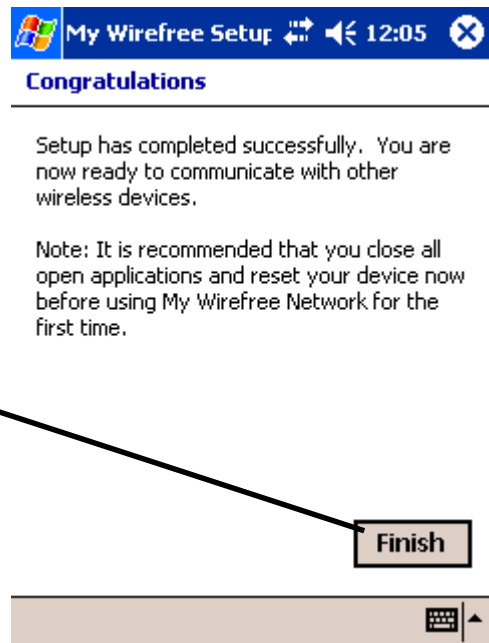 My Wirefree Setup 12:05
Congratulations
Setup has completed successfully.  You are
now ready to communicate with other
wireless devices.
Note: It is recommended that you close all
open applications and reset your device now
before using My Wirefree Network for the
first time.
Finish